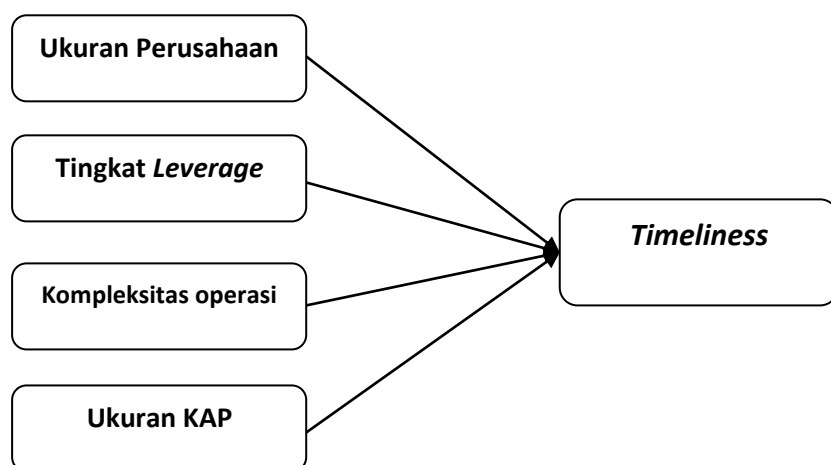 Ukuran Perusahaan
Tingkat Leverage
Timeliness
Kompleksitas operasi
Ukuran KAP